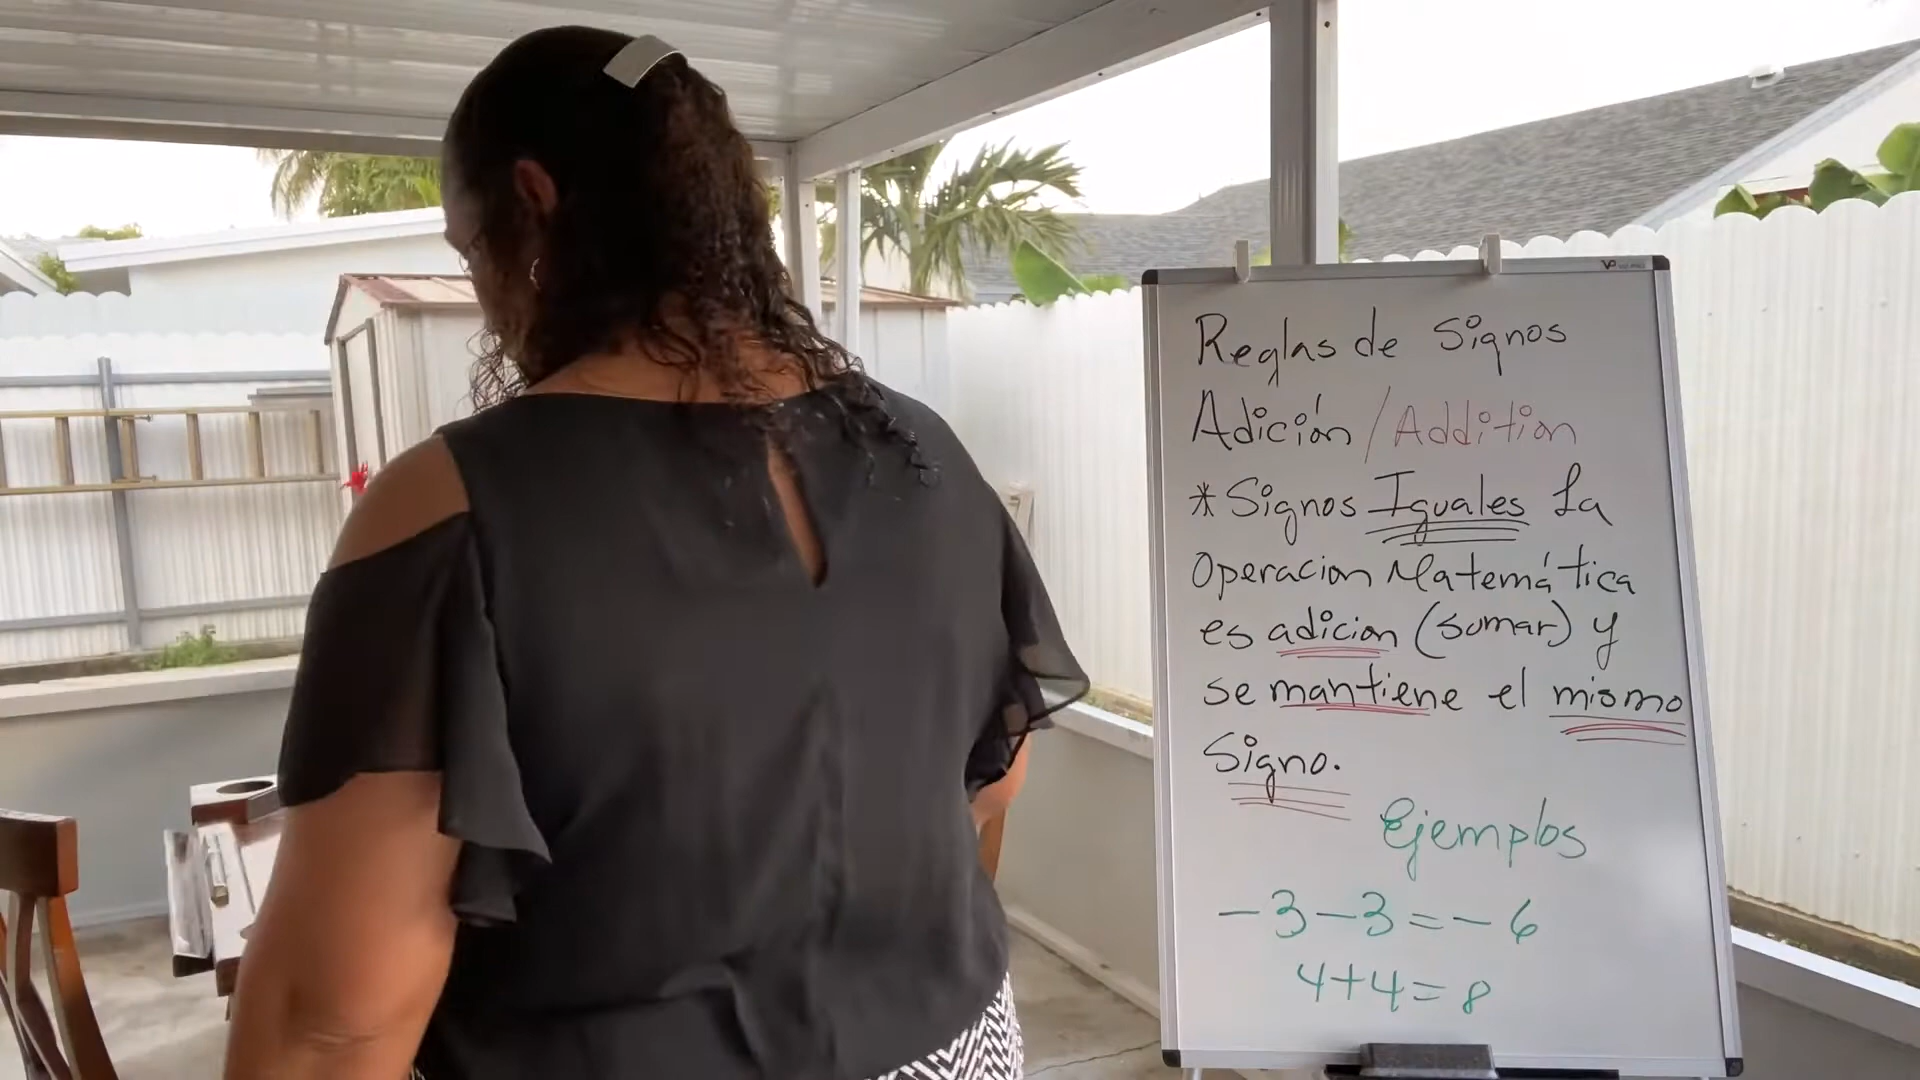 Reglas de Signos
Adición / Addition
* Signos Iguales La
Operacion Matemática
es adicion (sumar) y
se mantiene el mismo
Signo.
Ejemplos
-3-3=-6
4+4=8